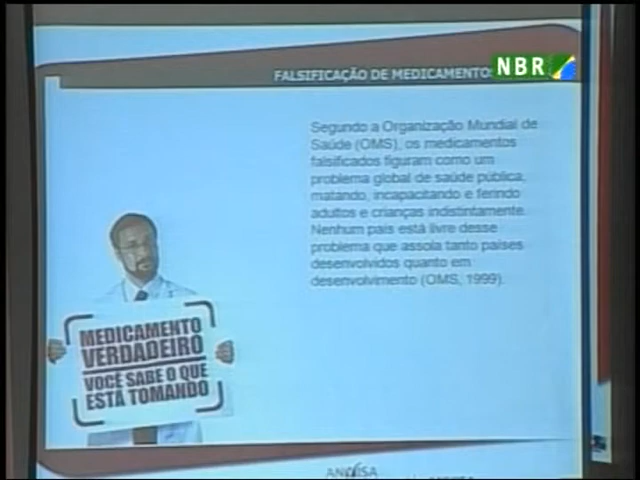 FALSIFICAÇÃO DE MEDICAMENTOS
NBR
Segundo a Organização Mundial de
Saúde (OMS), os medicamentos
falsificados figuram como um
problema global de saúde pública,
matando, incapacitando e ferindo
adultos e crianças indistintamente.
Nenhum país está livre desse
problema que assola tanto países
desenvolvidos quanto em
desenvolvimento (OMS, 1999).
MEDICAMENTO
VERDADEIRO
VOCÊ SABE O QUE
ESTÁ TOMANDO
ANVISA